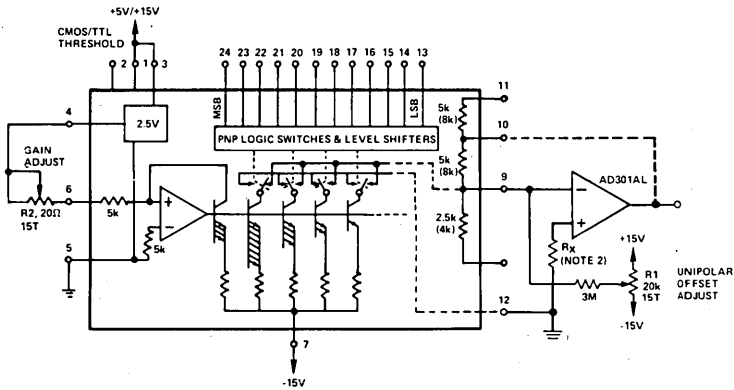 +5V/+15V
CMOS/TTL
THRESHOLD
2 1 3
24 23 22 21 20 19 18 17 16 15 14 13
MSB
LSB
4
2.5V
PNP LOGIC SWITCHES & LEVEL SHIFTERS
GAIN
ADJUST
6
5k
R2, 20Ω
15T
5
5k
+
−
11
5k
(8k)
10
5k
(8k)
9
2.5k
(4k)
AD301AL
−
+
RX
(NOTE 2)
+15V
R1
20k
15T
UNIPOLAR
OFFSET
ADJUST
3M
-15V
12
7
-15V